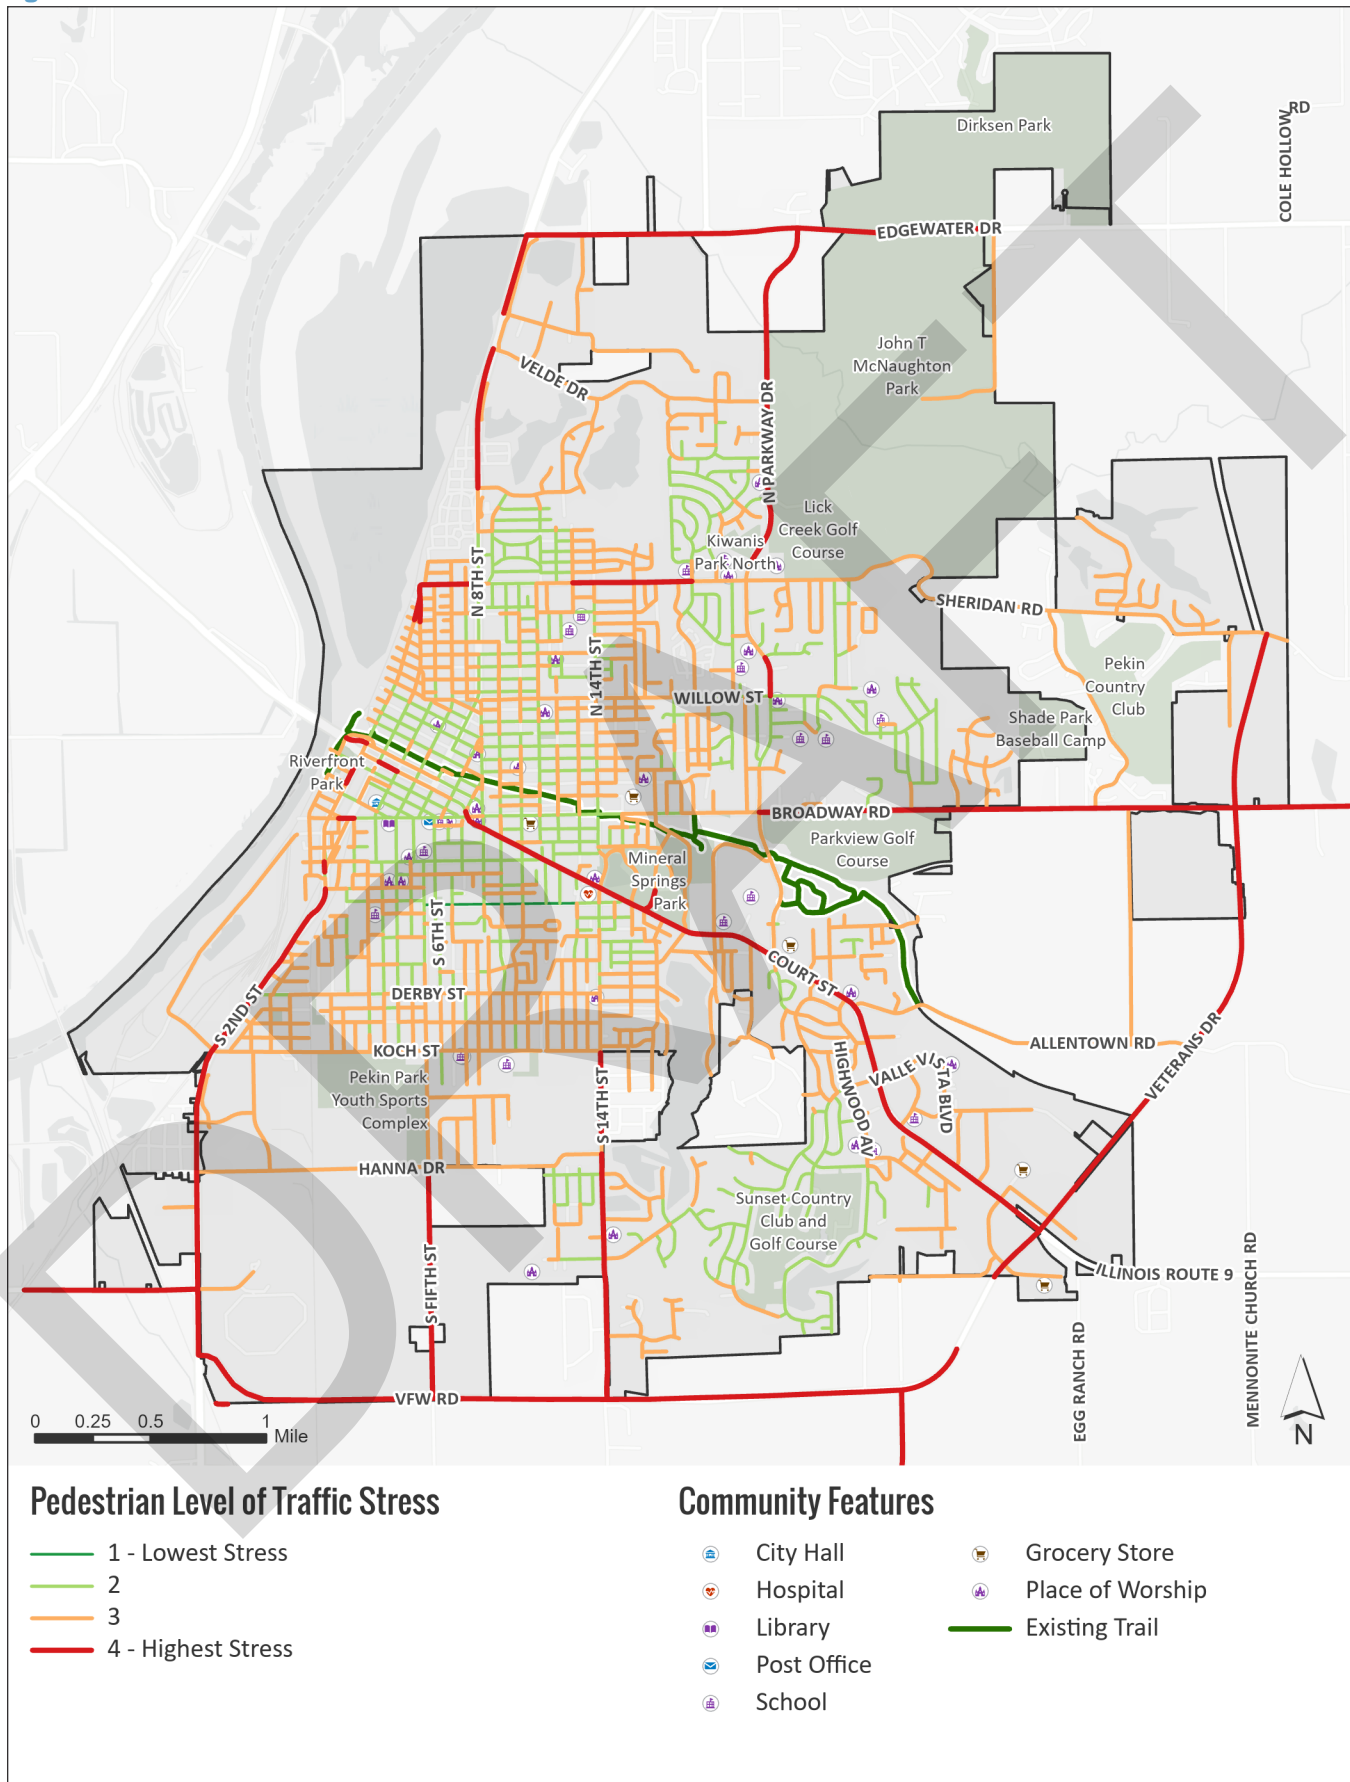 Dirksen Park
COLE HOLLOW RD
EDGEWATER DR
John T
McNaughton
Park
VELDE DR
N PARKWAY DR
Lick
Creek Golf
Course
Kiwanis
Park North
N 8TH ST
SHERIDAN RD
N 14TH ST
WILLOW ST
Pekin
Country
Club
Shade Park
Baseball Camp
Riverfront
Park
BROADWAY RD
Parkview Golf
Course
Mineral
Springs
Park
S 6TH ST
COURT ST
DERBY ST
S 2ND ST
KOCH ST
ALLENTOWN RD
VETERANS DR
Pekin Park
Youth Sports
Complex
S 14TH ST
HIGHWOOD AV
VALLE VISTA BLVD
HANNA DR
Sunset Country
Club and
Golf Course
S FIFTH ST
ILLINOIS ROUTE 9
MENNONITE CHURCH RD
EGG RANCH RD
VFW RD
0 0.25 0.5 1
Mile
N
DRAFT
Pedestrian Level of Traffic Stress
1 - Lowest Stress
2
3
4 - Highest Stress
Community Features
City Hall
Hospital
Library
Post Office
School
Grocery Store
Place of Worship
Existing Trail